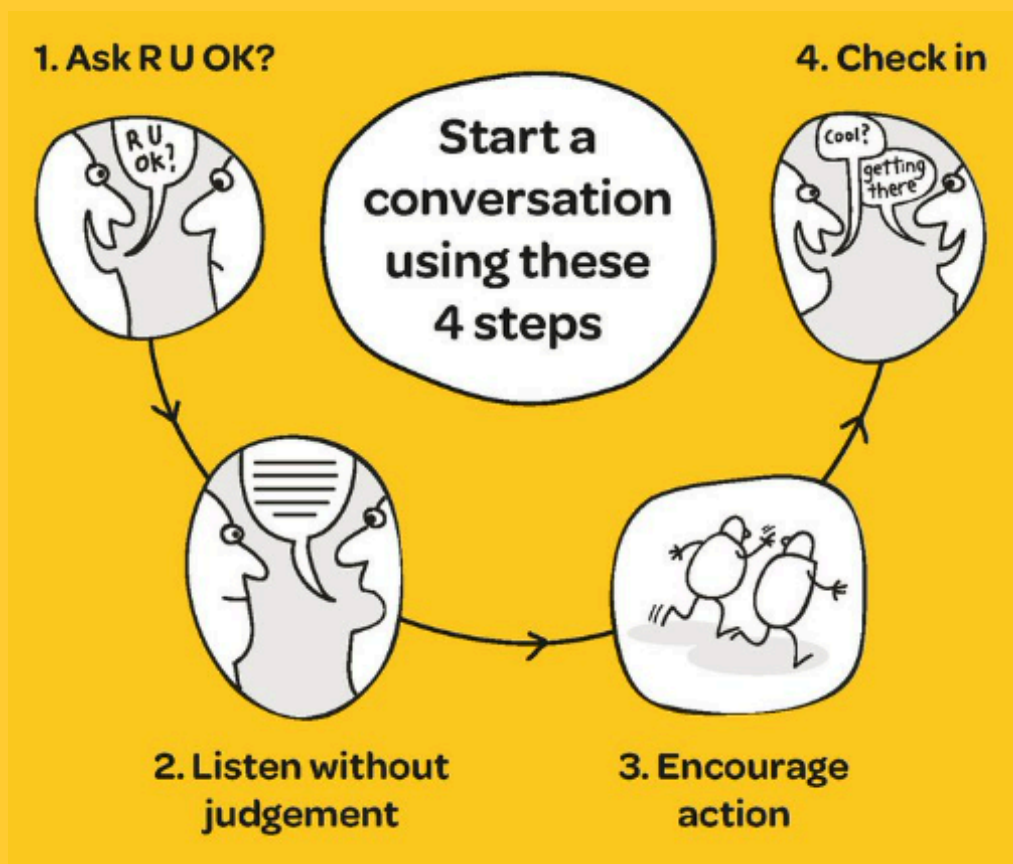 1. Ask R U OK?
R U
OK?
Start a
conversation
using these
4 steps
4. Check in
Cool?
getting
there
2. Listen without
judgement
3. Encourage
action